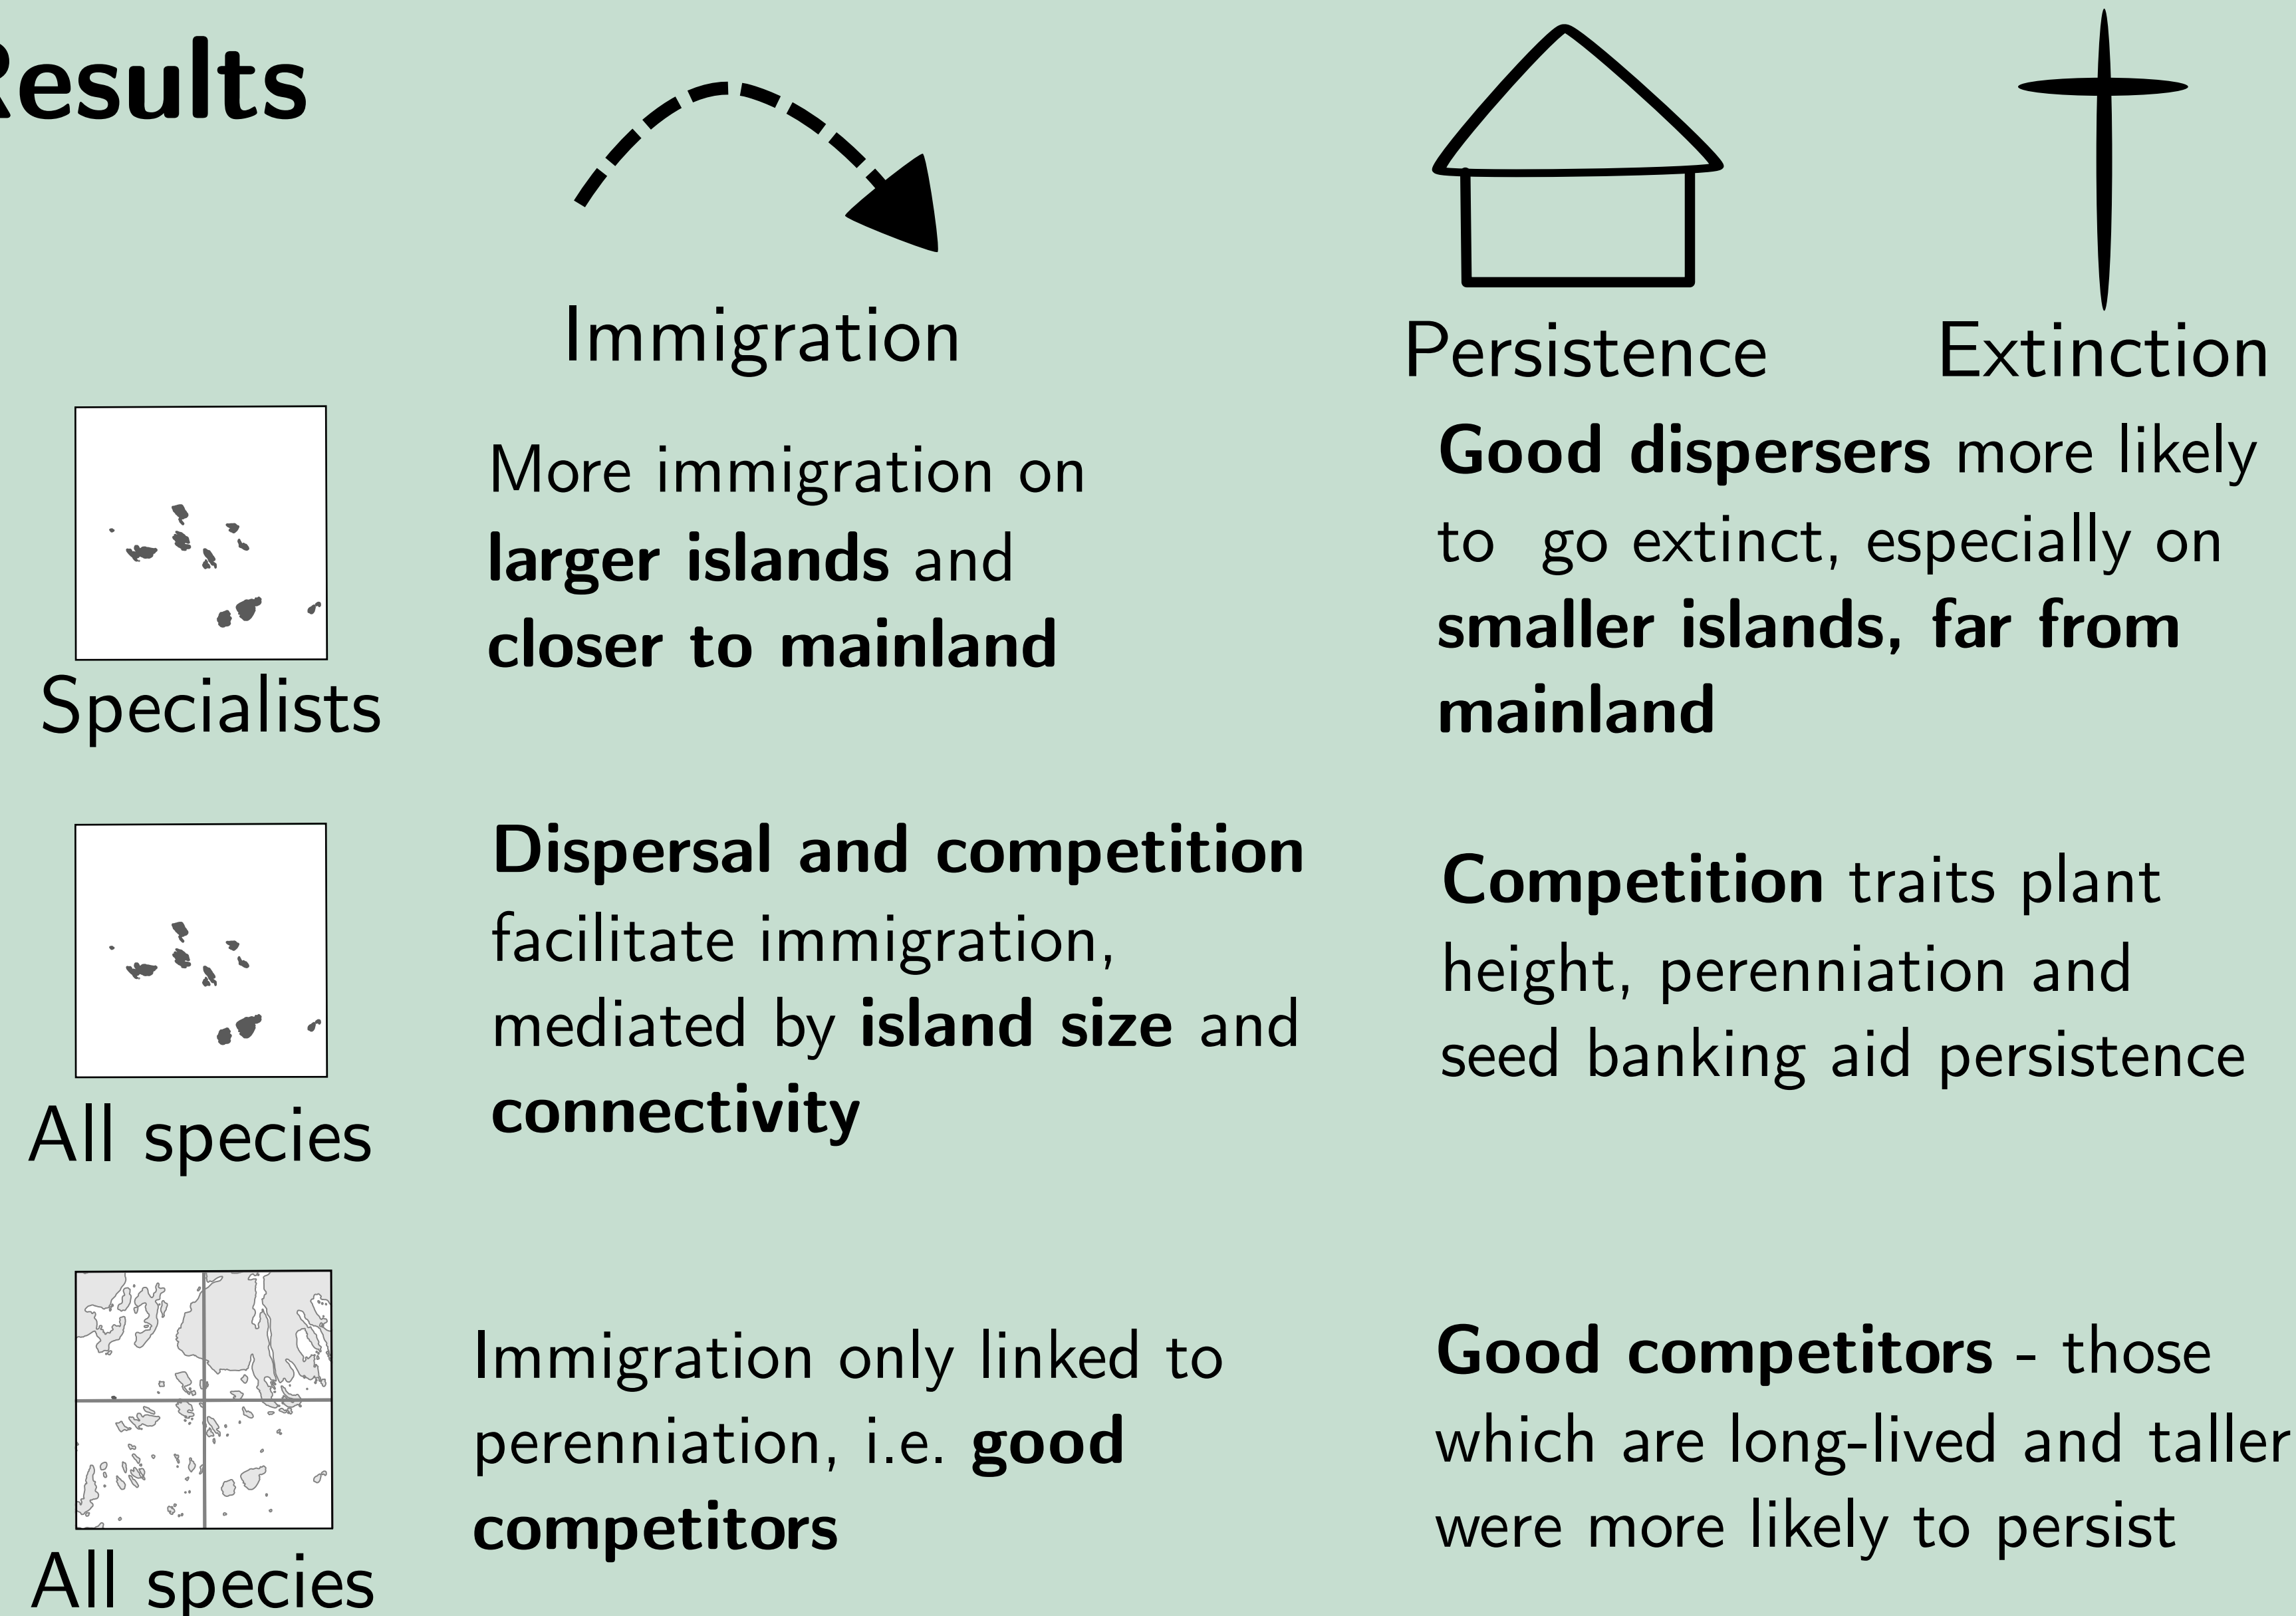 Results
Immigration
Persistence
Extinction
Specialists
More immigration on
larger islands and
closer to mainland
Good dispersers more likely
to go extinct, especially on
smaller islands, far from
mainland
All species
Dispersal and competition
facilitate immigration,
mediated by island size and
connectivity
Competition traits plant
height, perenniation and
seed banking aid persistence
All species
Immigration only linked to
perenniation, i.e. good
competitors
Good competitors - those
which are long-lived and taller
were more likely to persist